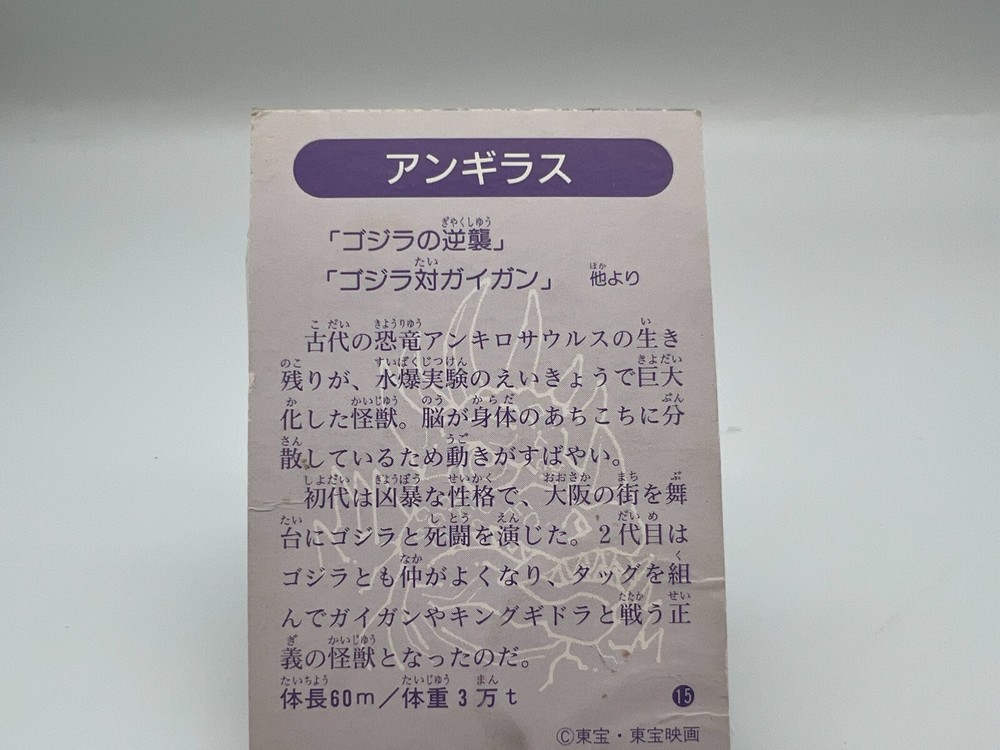 アンギラス
「ゴジラの逆襲」
「ゴジラ対ガイガン」 他より
古代の恐竜アンキロサウルスの生き
残りが、水爆実験のえいきょうで巨大
化した怪獣。脳が身体のあちこちに分
散しているため動きがすばやい。
初代は凶暴な性格で、大阪の街を舞
台にゴジラと死闘を演じた。2代目は
ゴジラとも仲がよくなり、タッグを組
んでガイガンやキングギドラと戦う正
義の怪獣となったのだ。
体長60m/体重3万t
15
©東宝・東宝映画